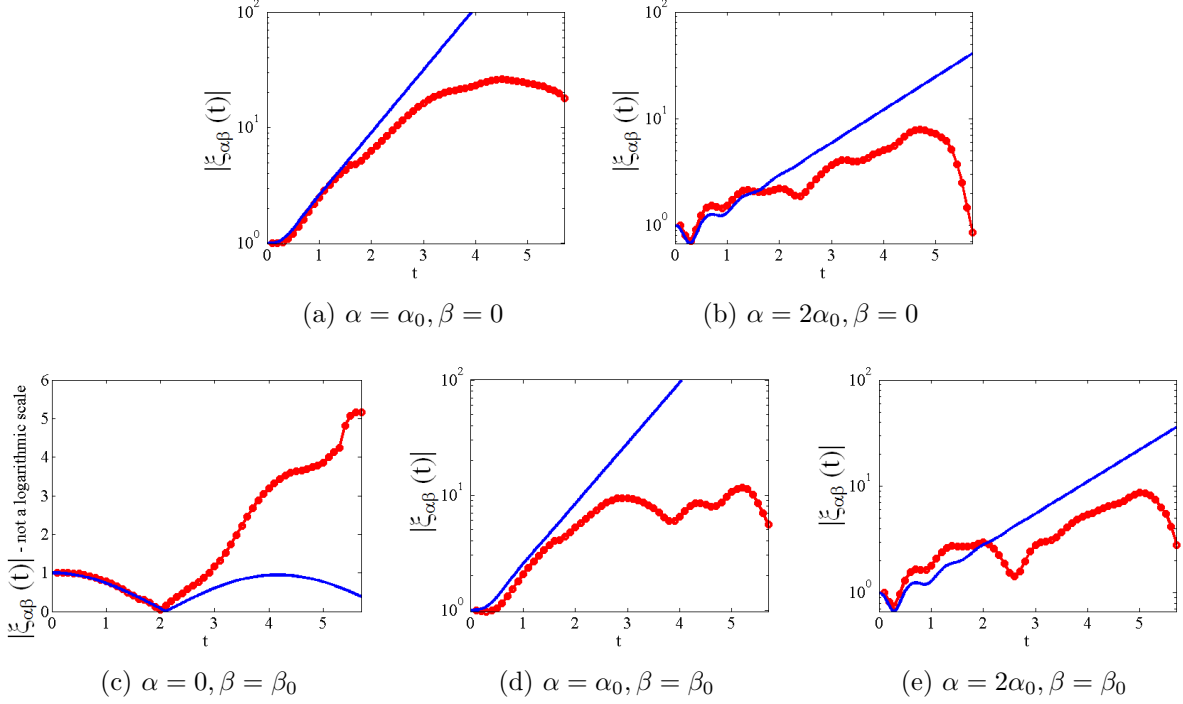 10²
10¹
10⁰
|ξαβ (t)|
0 1 2 3 4 5
t
(a) α = α₀, β = 0
10²
10¹
10⁰
|ξαβ (t)|
0 1 2 3 4 5
t
(b) α = 2α₀, β = 0
6
5
4
3
2
1
0
|ξαβ (t)| - not a logarithmic scale
0 1 2 3 4 5
t
(c) α = 0, β = β₀
10²
10¹
10⁰
|ξαβ (t)|
0 1 2 3 4 5
t
(d) α = α₀, β = β₀
10²
10¹
10⁰
|ξαβ (t)|
0 1 2 3 4 5
t
(e) α = 2α₀, β = β₀